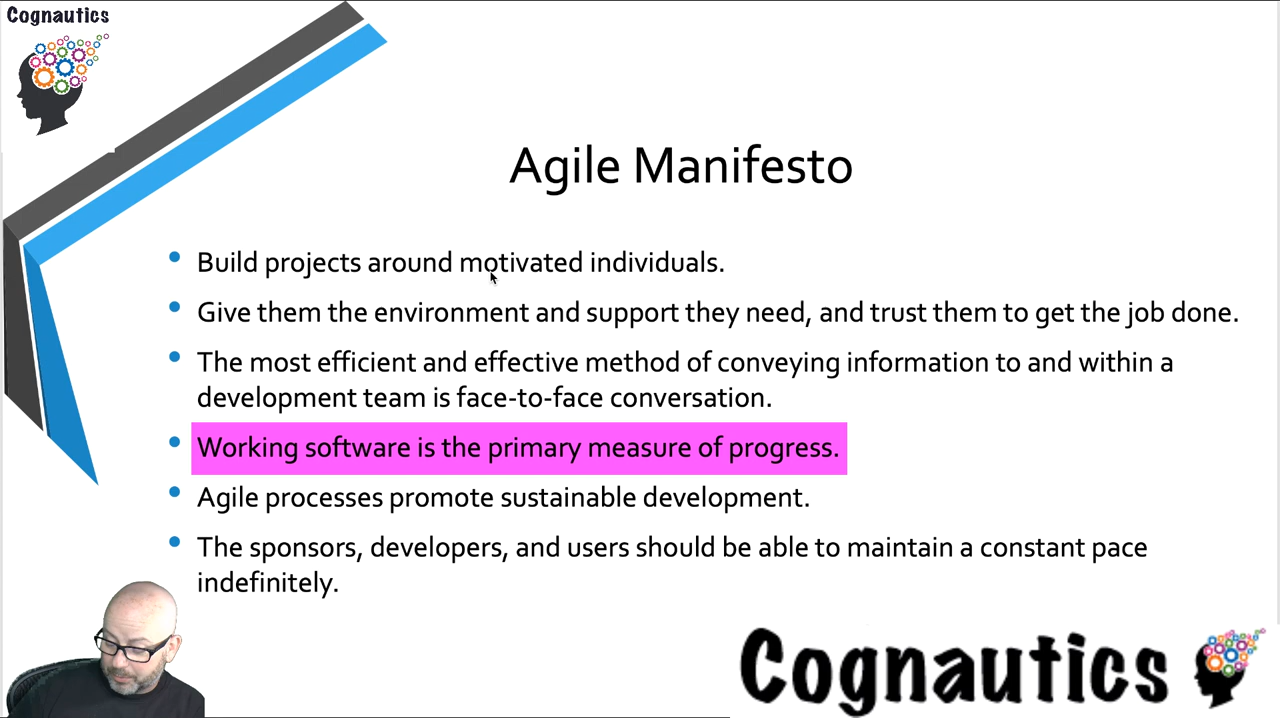 Cognautics
Agile Manifesto
Build projects around motivated individuals.
Give them the environment and support they need, and trust them to get the job done.
The most efficient and effective method of conveying information to and within a
development team is face-to-face conversation.
Working software is the primary measure of progress.
Agile processes promote sustainable development.
The sponsors, developers, and users should be able to maintain a constant pace
indefinitely.
Cognautics